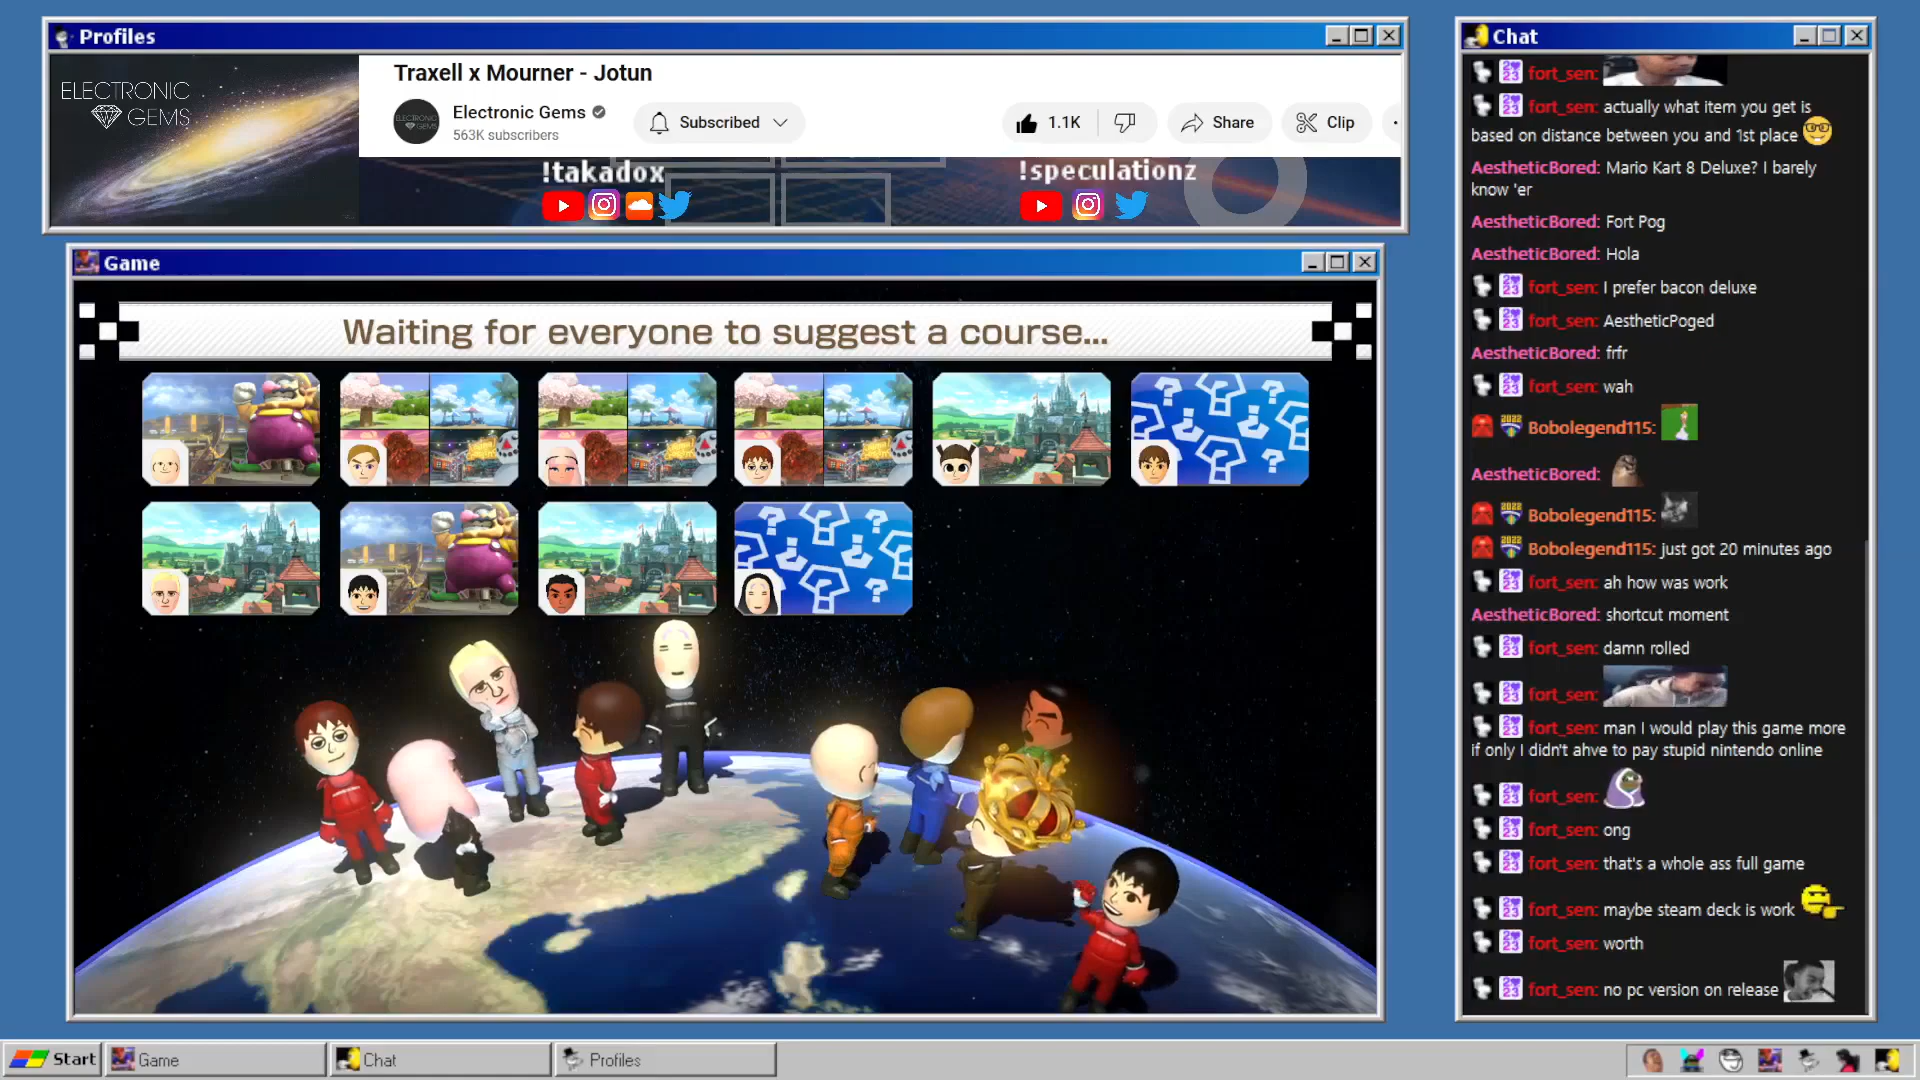 Profiles
ELECTRONIC
GEMS
Traxell x Mourner - Jotun
Electronic Gems
563K subscribers
Subscribed
1.1K
Share
Clip
!takadox
!speculationz
Game
Waiting for everyone to suggest a course...
Chat
fort_sen:
fort_sen: actually what item you get is
based on distance between you and 1st place
AestheticBored: Mario Kart 8 Deluxe? I barely
know 'er
AestheticBored: Fort Pog
AestheticBored: Hola
fort_sen: I prefer bacon deluxe
fort_sen: AestheticPoged
AestheticBored: frfr
fort_sen: wah
Bobolegend115:
AestheticBored:
Bobolegend115:
Bobolegend115: just got 20 minutes ago
fort_sen: ah how was work
AestheticBored: shortcut moment
fort_sen: damn rolled
fort_sen:
fort_sen: man I would play this game more
if only I didn't ahve to pay stupid nintendo online
fort_sen:
fort_sen: ong
fort_sen: that's a whole ass full game
fort_sen: maybe steam deck is work
fort_sen: worth
fort_sen: no pc version on release
Start
Game
Chat
Profiles